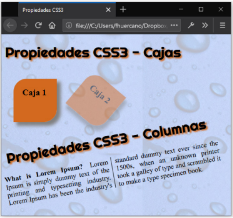 Propiedades CSS3
file:///C:/Users/fhuercano/Dropbo
Propiedades CSS3 - Cajas
Caja 1
Caja 2
Propiedades CSS3 - Columnas
What is Lorem Ipsum? Lorem
Ipsum is simply dummy text of the
printing and typesetting industry.
Lorem Ipsum has been the industry's
standard dummy text ever since the
1500s, when an unknown printer
took a galley of type and scrambled it
to make a type specimen book.